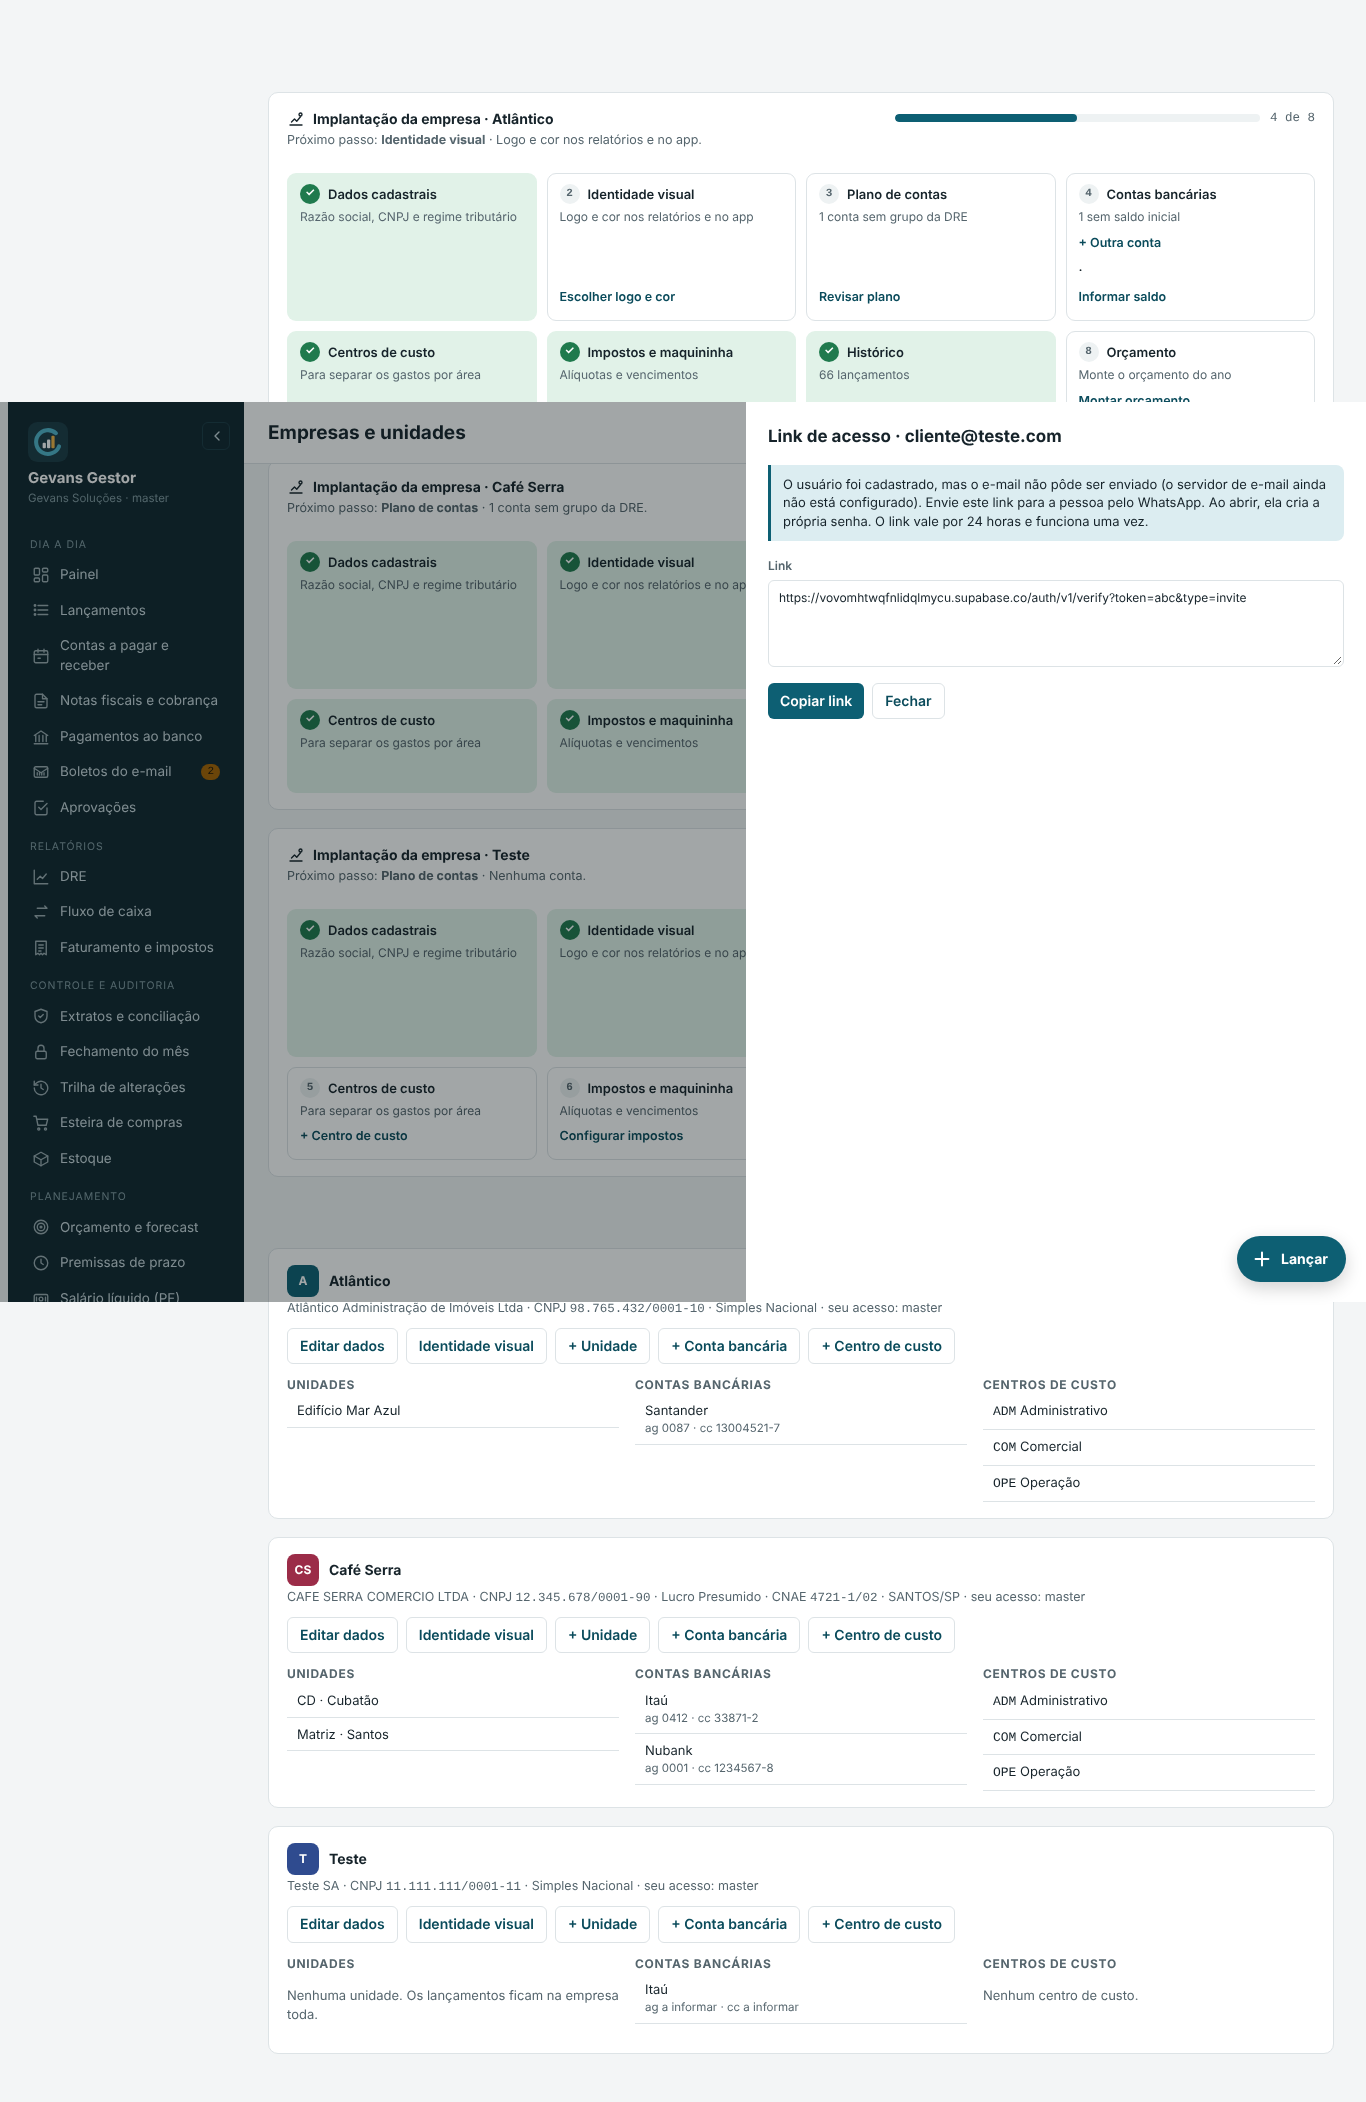 Implantação da empresa · Atlântico
4 de 8
Próximo passo: Identidade visual · Logo e cor nos relatórios e no app.
Dados cadastrais
Razão social, CNPJ e regime tributário
2 Identidade visual
Logo e cor nos relatórios e no app
Escolher logo e cor
3 Plano de contas
1 conta sem grupo da DRE
Revisar plano
4 Contas bancárias
1 sem saldo inicial
+ Outra conta
·
Informar saldo
Centros de custo
Para separar os gastos por área
Impostos e maquininha
Alíquotas e vencimentos
Histórico
66 lançamentos
8 Orçamento
Monte o orçamento do ano
Montar orçamento
Gevans Gestor
Gevans Soluções · master
DIA A DIA
Painel
Lançamentos
Contas a pagar e
receber
Notas fiscais e cobrança
Pagamentos ao banco
Boletos do e-mail 2
Aprovações
RELATÓRIOS
DRE
Fluxo de caixa
Faturamento e impostos
CONTROLE E AUDITORIA
Extratos e conciliação
Fechamento do mês
Trilha de alterações
Esteira de compras
Estoque
PLANEJAMENTO
Orçamento e forecast
Premissas de prazo
Salário líquido (PF)
Empresas e unidades
Implantação da empresa · Café Serra
Próximo passo: Plano de contas · 1 conta sem grupo da DRE.
Dados cadastrais
Razão social, CNPJ e regime tributário
Identidade visual
Logo e cor nos relatórios e no ap
Centros de custo
Para separar os gastos por área
Impostos e maquininha
Alíquotas e vencimentos
Implantação da empresa · Teste
Próximo passo: Plano de contas · Nenhuma conta.
Dados cadastrais
Razão social, CNPJ e regime tributário
Identidade visual
Logo e cor nos relatórios e no ap
5 Centros de custo
Para separar os gastos por área
+ Centro de custo
6 Impostos e maquininha
Alíquotas e vencimentos
Configurar impostos
Link de acesso · cliente@teste.com
O usuário foi cadastrado, mas o e-mail não pôde ser enviado (o servidor de e-mail ainda
não está configurado). Envie este link para a pessoa pelo WhatsApp. Ao abrir, ela cria a
própria senha. O link vale por 24 horas e funciona uma vez.
Link
https://vovomhtwqfnlidqlmycu.supabase.co/auth/v1/verify?token=abc&type=invite
Copiar link
Fechar
Lançar
A Atlântico
Atlântico Administração de Imóveis Ltda · CNPJ 98.765.432/0001-10 · Simples Nacional · seu acesso: master
Editar dados
Identidade visual
+ Unidade
+ Conta bancária
+ Centro de custo
UNIDADES
Edifício Mar Azul
CONTAS BANCÁRIAS
Santander
ag 0087 · cc 13004521-7
CENTROS DE CUSTO
ADM Administrativo
COM Comercial
OPE Operação
CS Café Serra
CAFE SERRA COMERCIO LTDA · CNPJ 12.345.678/0001-90 · Lucro Presumido · CNAE 4721-1/02 · SANTOS/SP · seu acesso: master
Editar dados
Identidade visual
+ Unidade
+ Conta bancária
+ Centro de custo
UNIDADES
CD · Cubatão
Matriz · Santos
CONTAS BANCÁRIAS
Itaú
ag 0412 · cc 33871-2
Nubank
ag 0001 · cc 1234567-8
CENTROS DE CUSTO
ADM Administrativo
COM Comercial
OPE Operação
T Teste
Teste SA · CNPJ 11.111.111/0001-11 · Simples Nacional · seu acesso: master
Editar dados
Identidade visual
+ Unidade
+ Conta bancária
+ Centro de custo
UNIDADES
Nenhuma unidade. Os lançamentos ficam na empresa
toda.
CONTAS BANCÁRIAS
Itaú
ag a informar · cc a informar
CENTROS DE CUSTO
Nenhum centro de custo.